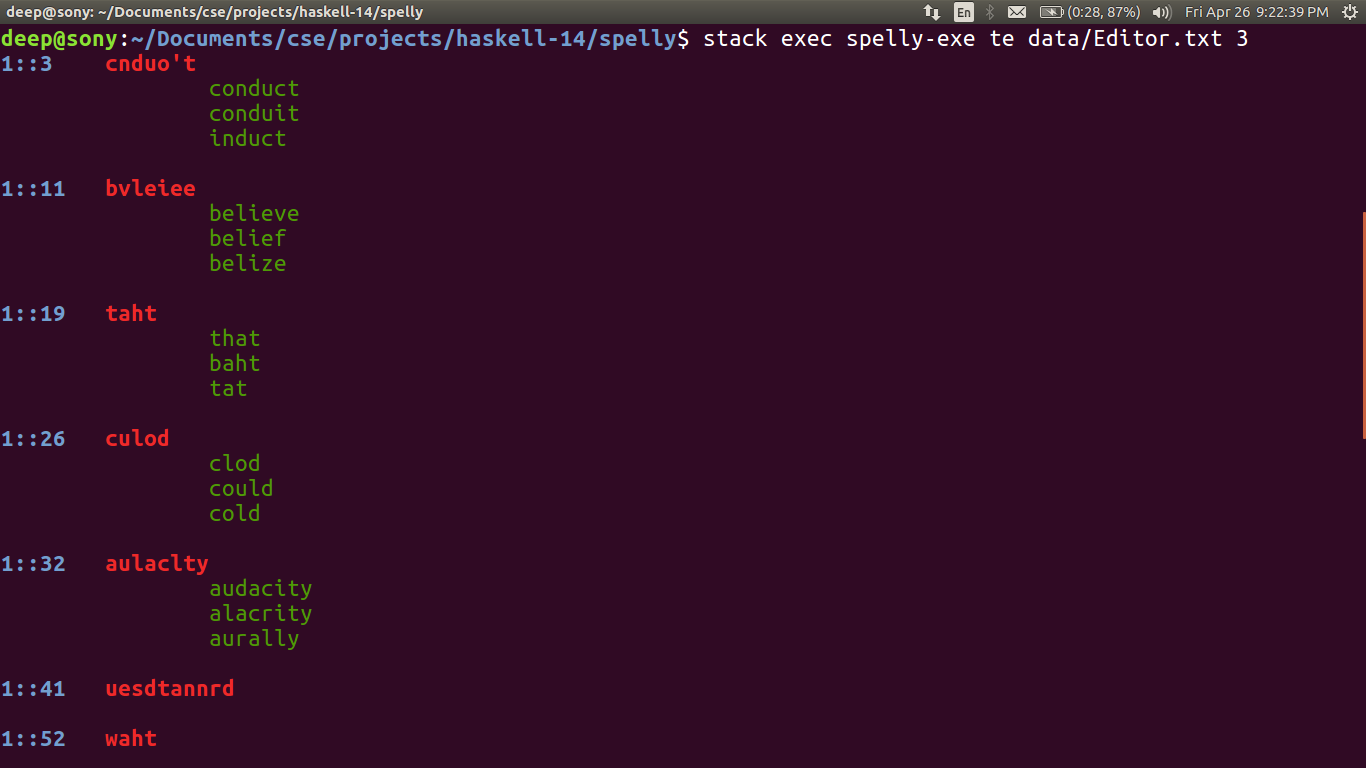 deep@sony: ~/Documents/cse/projects/haskell-14/spelly En (0:28, 87%) Fri Apr 26 9:22:39 PM
deep@sony:~/Documents/cse/projects/haskell-14/spelly$ stack exec spelly-exe te data/Editor.txt 3
1::3 cnduo't
conduct
conduit
induct
1::11 bvleiee
believe
belief
belize
1::19 taht
that
baht
tat
1::26 culod
clod
could
cold
1::32 aulaclty
audacity
alacrity
aurally
1::41 uesdtannrd
1::52 waht